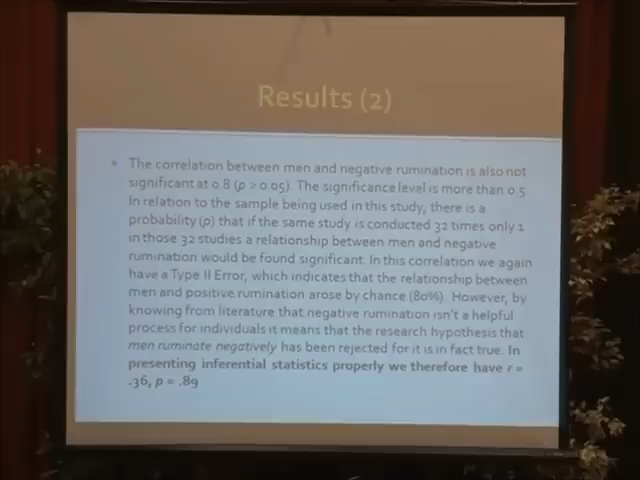 Results (2)
The correlation between men and negative rumination is also not
significant at 0.8 (p > 0.05). The significance level is more than 0.5
In relation to the sample being used in this study, there is a
probability (p) that if the same study is conducted 32 times only 1
in those 32 studies a relationship between men and negative
rumination would be found significant. In this correlation we again
have a Type II Error, which indicates that the relationship between
men and positive rumination arose by chance (80%). However, by
knowing from literature that negative rumination isn't a helpful
process for individuals it means that the research hypothesis that
men ruminate negatively has been rejected for it is in fact true. In
presenting inferential statistics properly we therefore have r =
.36, p = .89